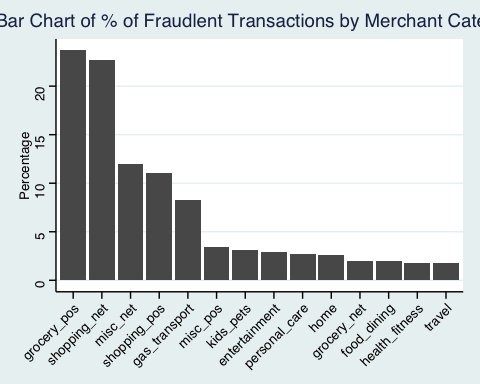 Bar Chart of % of Fraudlent Transactions by Merchant Cate
Percentage
20
15
10
5
0
grocery_pos
shopping_net
misc_net
shopping_pos
gas_transport
misc_pos
kids_pets
entertainment
personal_care
home
grocery_net
food_dining
health_fitness
travel